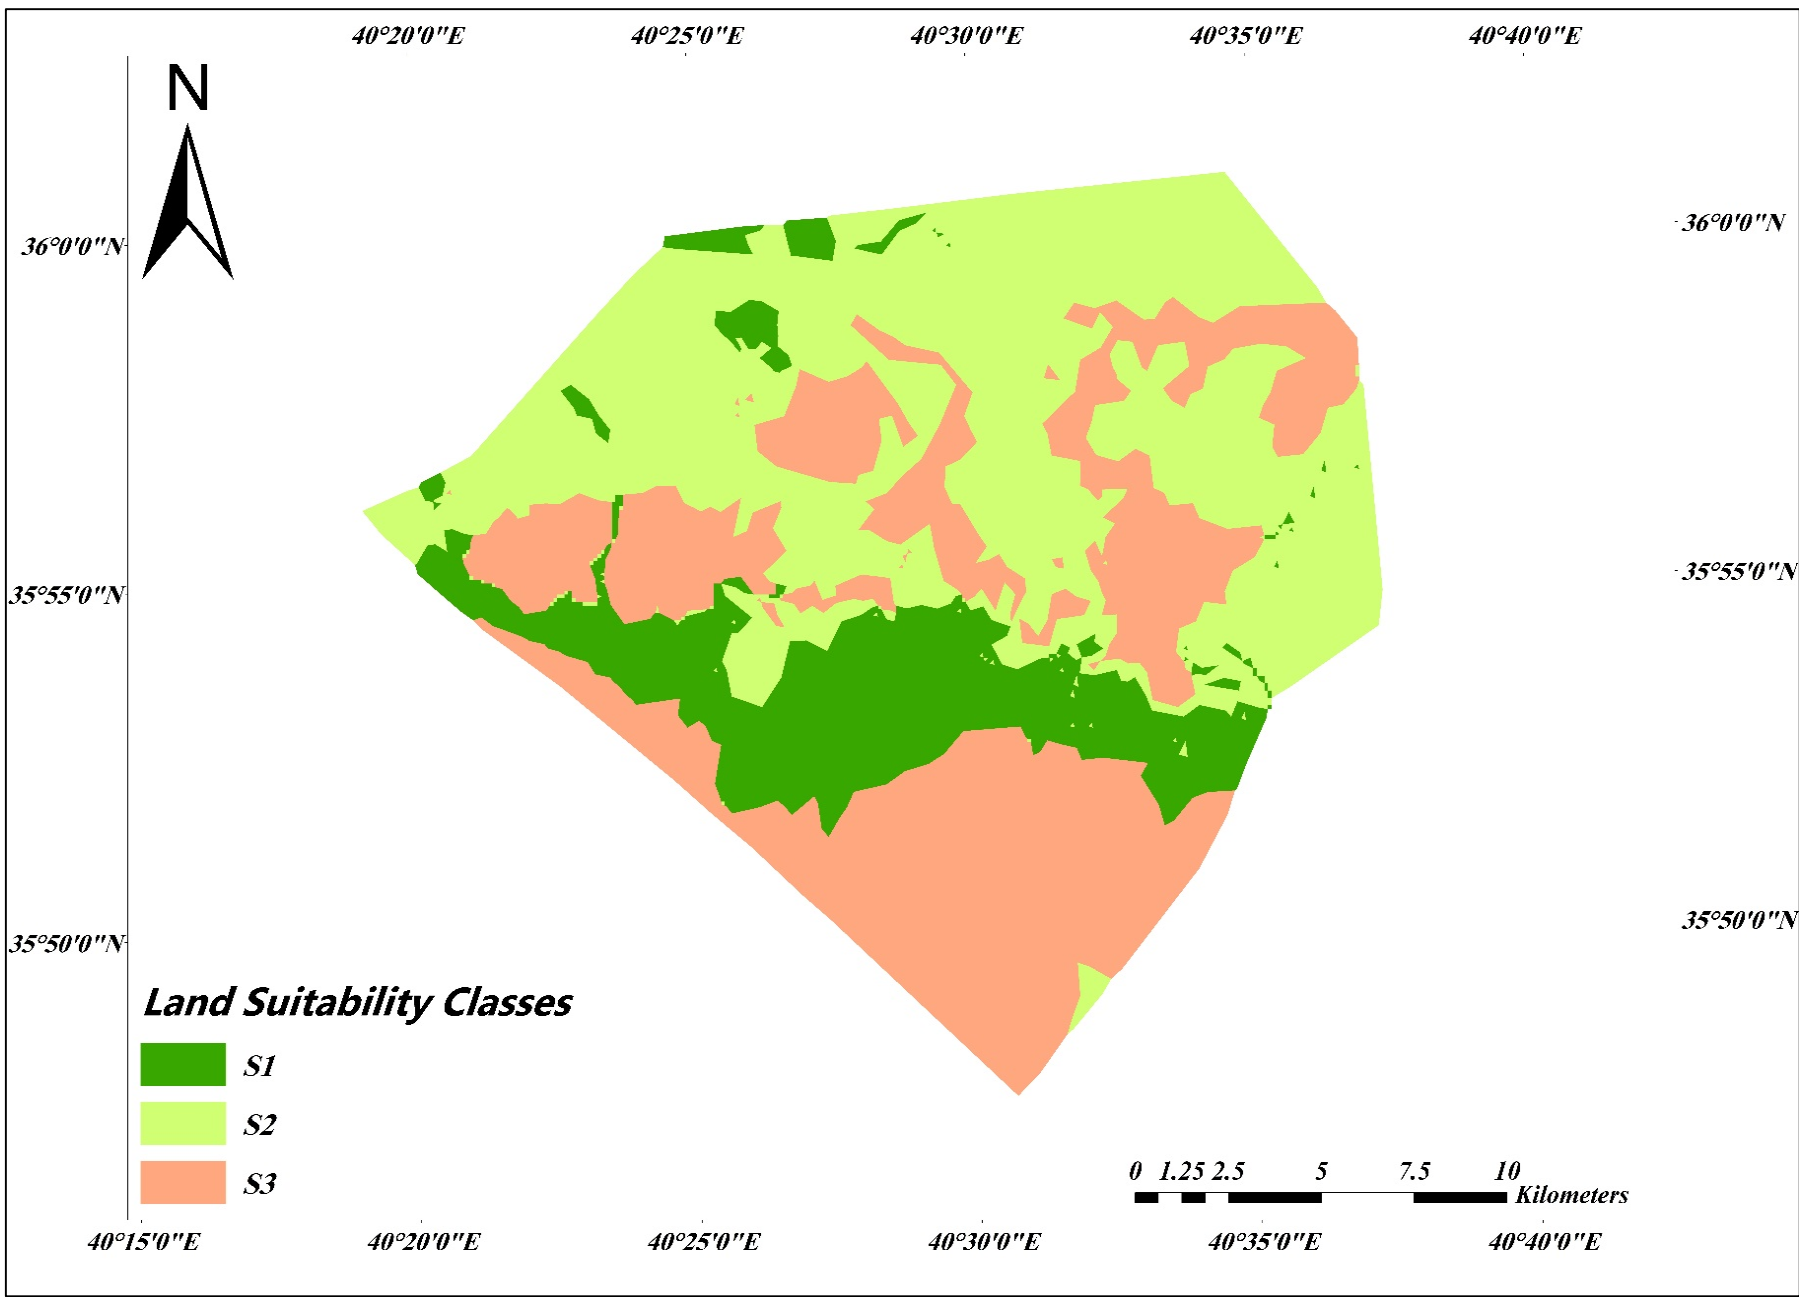 40°20'0"E 40°25'0"E 40°30'0"E 40°35'0"E 40°40'0"E
N
36°0'0"N 36°0'0"N
35°55'0"N 35°55'0"N
35°50'0"N 35°50'0"N
Land Suitability Classes
S1
S2
S3
0 1.25 2.5 5 7.5 10
Kilometers
40°15'0"E 40°20'0"E 40°25'0"E 40°30'0"E 40°35'0"E 40°40'0"E